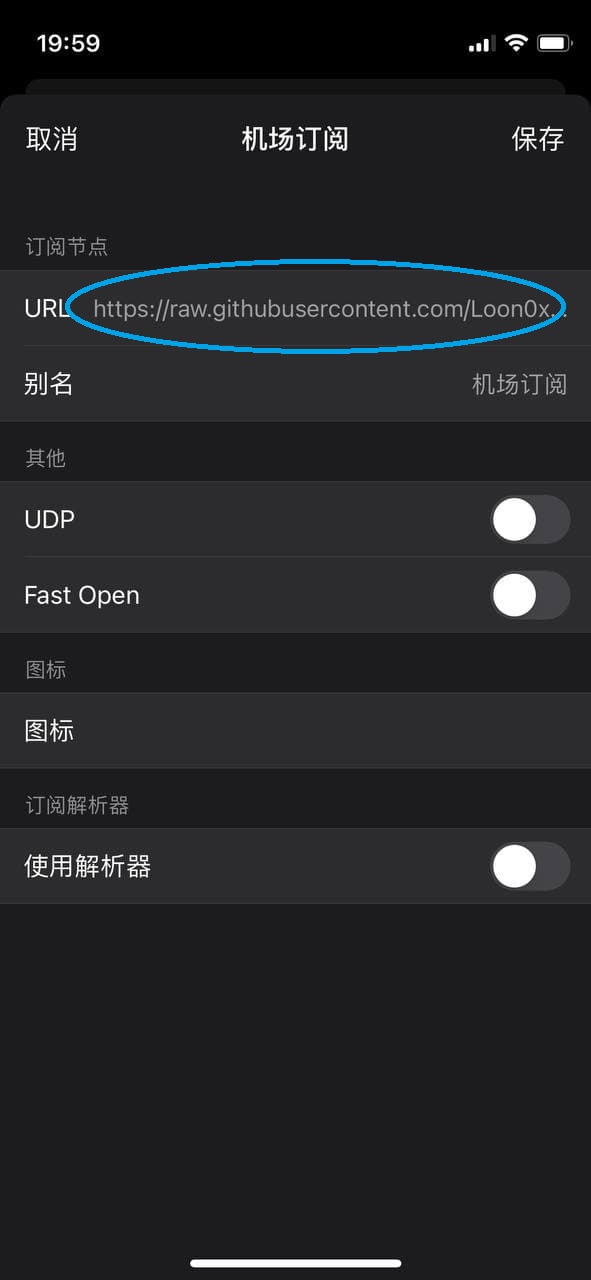 19:59
取消 机场订阅 保存
订阅节点
URL https://raw.githubusercontent.com/Loon0x...
别名 机场订阅
其他
UDP
Fast Open
图标
图标
订阅解析器
使用解析器